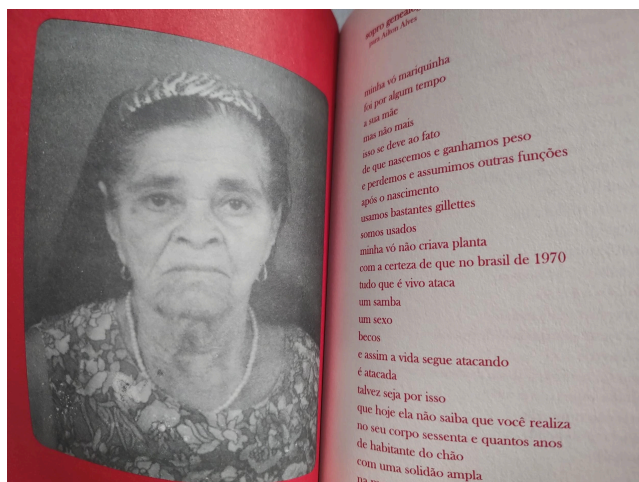 sopro
para Ailton Alves
minha vó mariquinha
foi por algum tempo
a sua mãe
mas não mais
isso se deve ao fato
de que nascemos e ganhamos peso
e perdemos e assumimos outras funções
após o nascimento
usamos bastantes gillettes
somos usados
minha vó não criava planta
com a certeza de que no brasil de 1970
tudo que é vivo ataca
um samba
um sexo
becos
e assim a vida segue atacando
é atacada
talvez seja por isso
que hoje ela não saiba que você realiza
no seu corpo sessenta e quantos anos
de habitante do chão
com uma solidão ampla